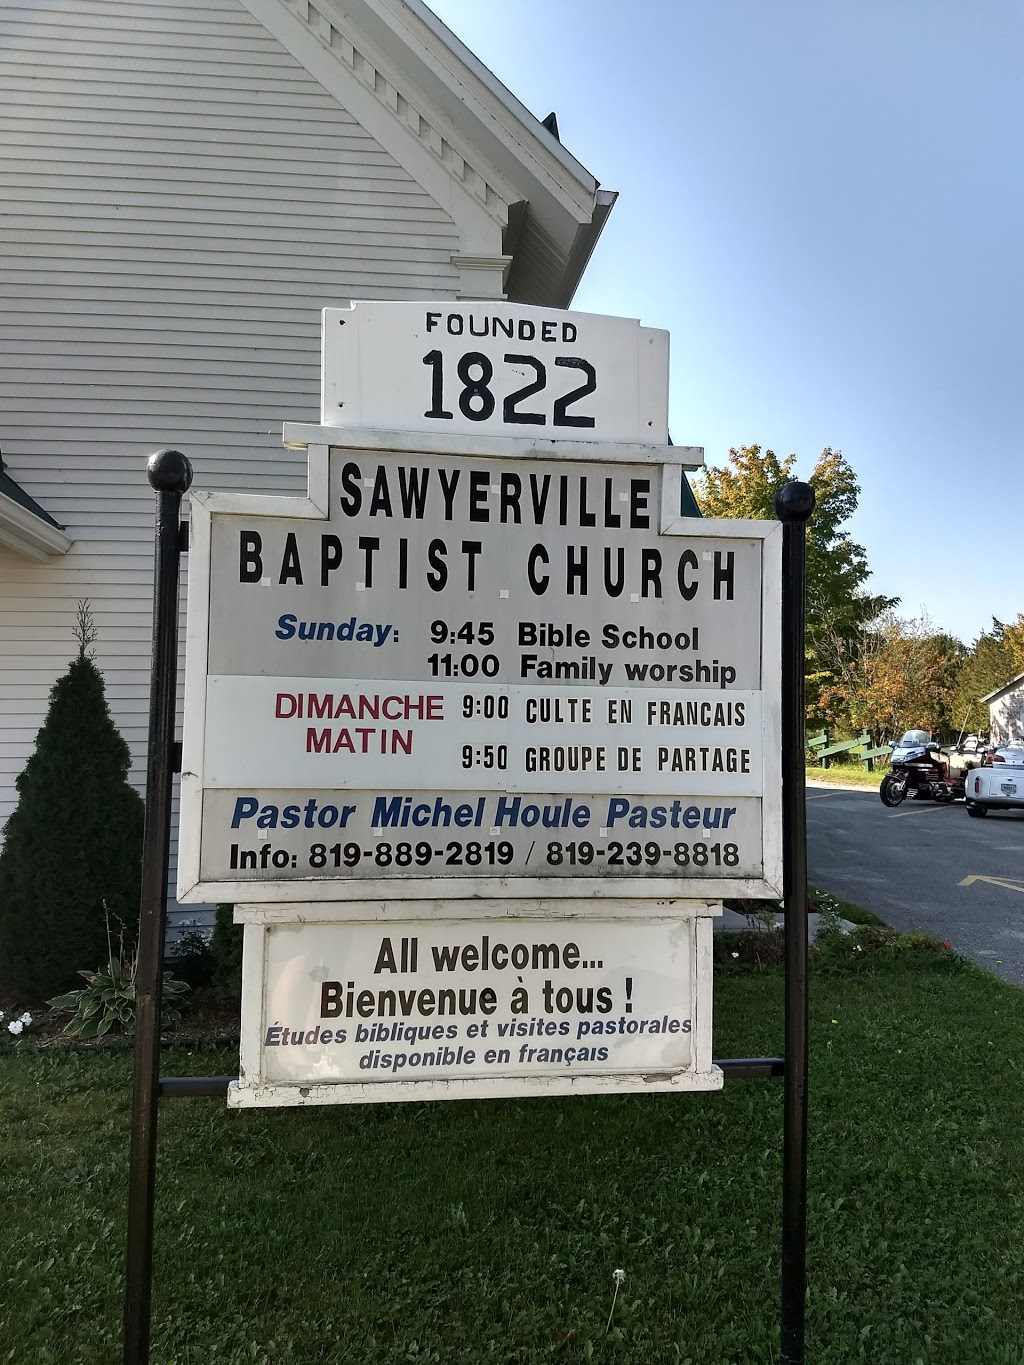 FOUNDED
1822
SAWYERVILLE
BAPTIST CHURCH
Sunday: 9:45 Bible School
11:00 Family worship
DIMANCHE 9:00 CULTE EN FRANCAIS
MATIN
9:50 GROUPE DE PARTAGE
Pastor Michel Houle Pasteur
Info: 819-889-2819 / 819-239-8818
All welcome...
Bienvenue à tous !
Études bibliques et visites pastorales
disponible en français